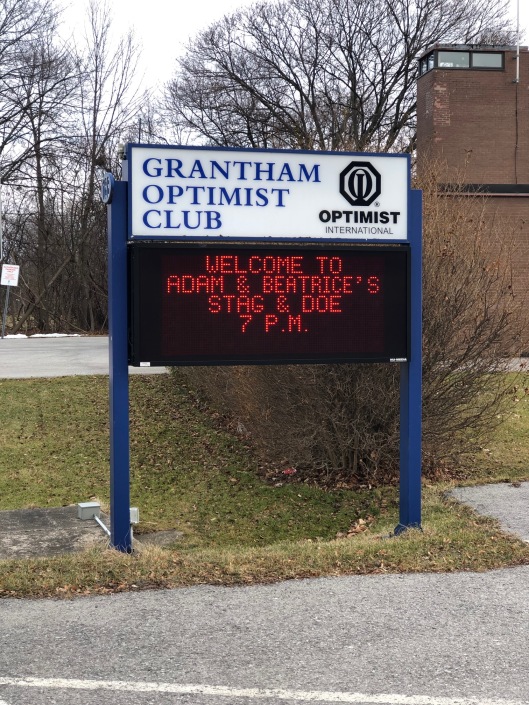 GRANTHAM
OPTIMIST
CLUB
®
OPTIMIST
INTERNATIONAL
WELCOME TO
ADAM & BEATRICE'S
STAG & DOE
7 P.M.